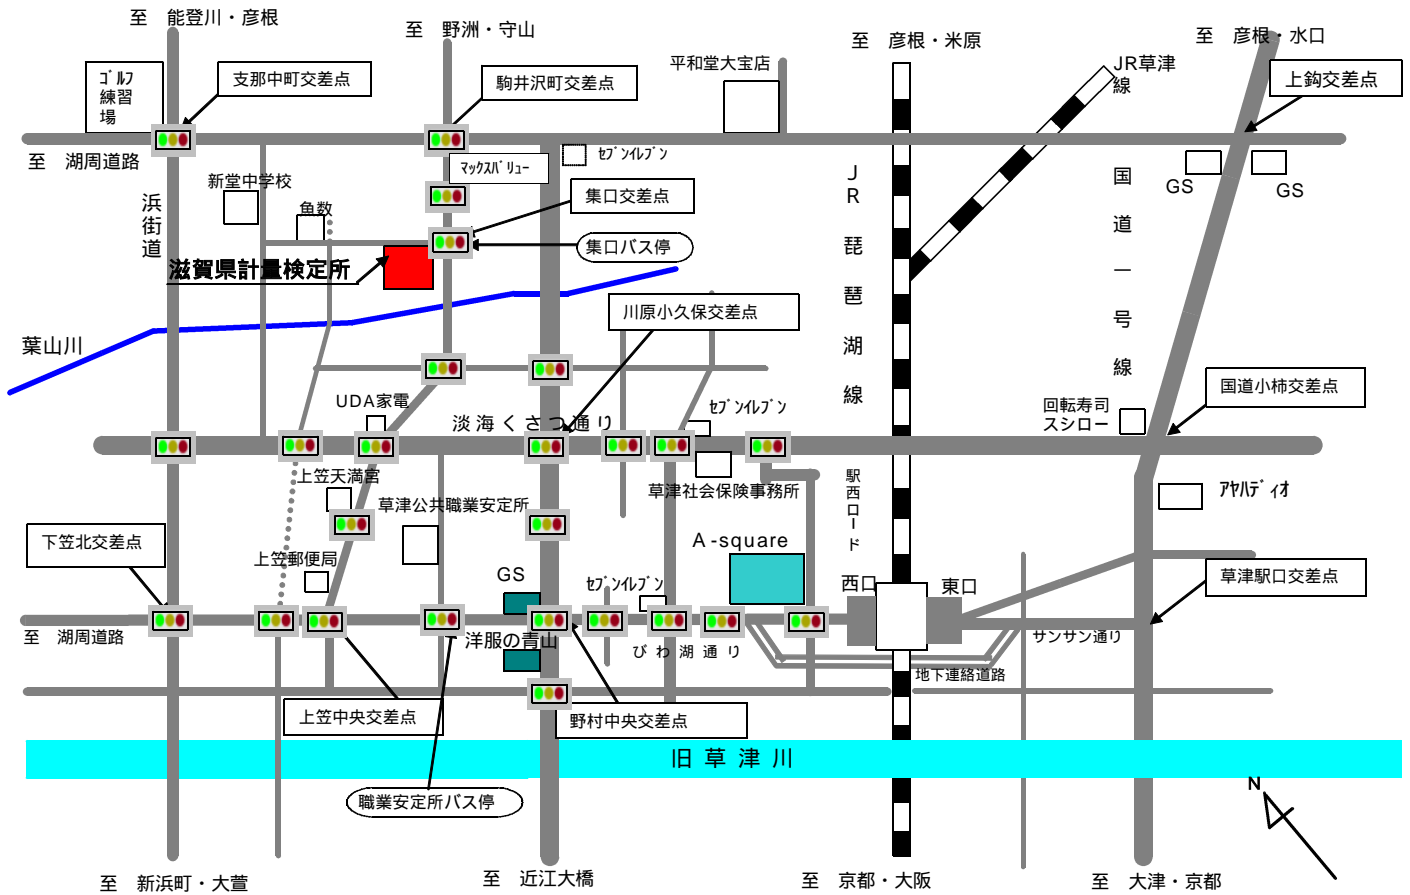 至　能登川・彦根
至　野洲・守山
至　彦根・米原
至　彦根・水口
ｺﾞﾙﾌ
練習
場
支那中町交差点
駒井沢町交差点
平和堂大宝店
JR草津
線
上鈎交差点
至　湖周道路
ﾏｯｸｽﾊﾞﾘｭｰ
ｾﾌﾞﾝｲﾚﾌﾞﾝ
GS
GS
新堂中学校
魚数
浜街道
集口交差点
集口バス停
JR琵琶湖線
国道一号線
滋賀県計量検定所
葉山川
川原小久保交差点
国道小柿交差点
UDA家電
淡海くさつ通り
ｾﾌﾞﾝｲﾚﾌﾞﾝ
回転寿司
スシロー
上笠天満宮
草津公共職業安定所
草津社会保険事務所
駅西ロード
ｱﾔﾊﾃﾞｨｵ
下笠北交差点
上笠郵便局
GS
ｾﾌﾞﾝｲﾚﾌﾞﾝ
A-square
西口
東口
草津駅口交差点
至　湖周道路
洋服の青山
びわ湖通り
サンサン通り
地下連絡道路
上笠中央交差点
野村中央交差点
旧草津川
職業安定所バス停
N
至　新浜町・大萱
至　近江大橋
至　京都・大阪
至　大津・京都